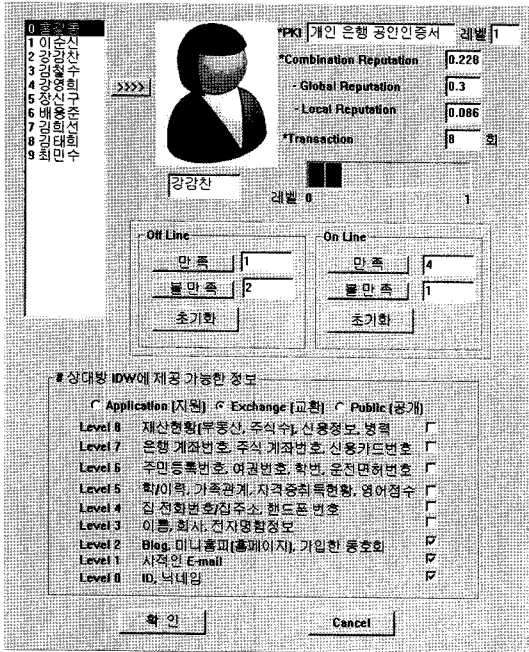 0 홍길동
1 이순신
2 강감찬
3 김철수
4 강영희
5 장신구
6 배용준
7 김희선
8 김태희
9 최민수
>>>>
강감찬
*PKI 개인 은행 공인인증서 레벨 1
*Combination Reputation 0.228
- Global Reputation 0.3
- Local Reputation 0.086
*Transaction 8 회
레벨 0 1
Off Line
만 족 1
불 만 족 2
초기화
On Line
만 족 4
불 만 족 1
초기화
# 상대방 IDW에 제공 가능한 정보
Application (지원) Exchange (교환) Public (공개)
Level 8 재산현황(부동산, 주식수), 신용정보, 병력
Level 7 은행 계좌번호, 주식 계좌번호, 신용카드번호
Level 6 주민등록번호, 여권번호, 학번, 운전면허번호
Level 5 학/이력, 가족관계, 자격증취득현황, 영어점수
Level 4 집 전화번호/집주소, 핸드폰 번호
Level 3 이름, 회사, 전자명함정보
Level 2 Blog, 미니홈피(홈페이지), 가입한 동호회
Level 1 사적인 E-mail
Level 0 ID, 닉네임
확 인
Cancel